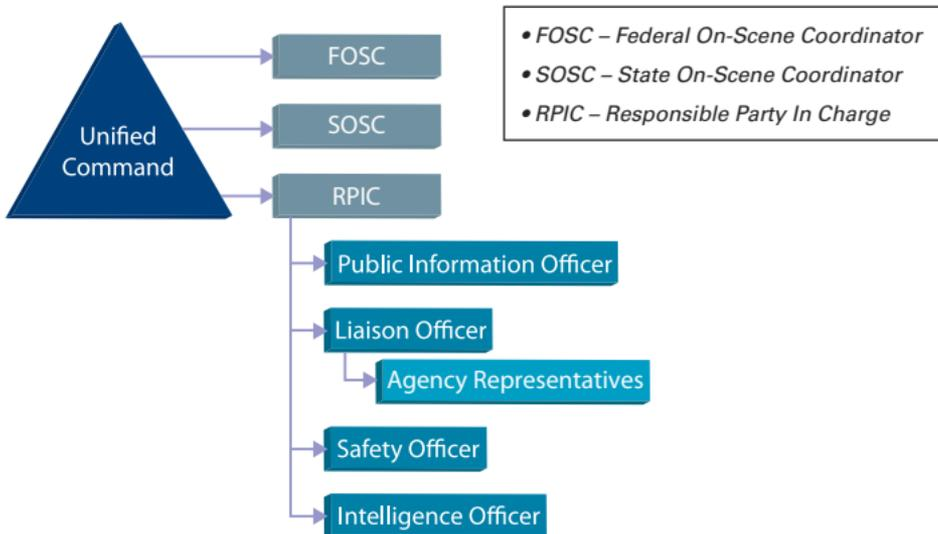 Unified
Command
FOSC
SOSC
RPIC
Public Information Officer
Liaison Officer
Agency Representatives
Safety Officer
Intelligence Officer
• FOSC – Federal On-Scene Coordinator
• SOSC – State On-Scene Coordinator
• RPIC – Responsible Party In Charge